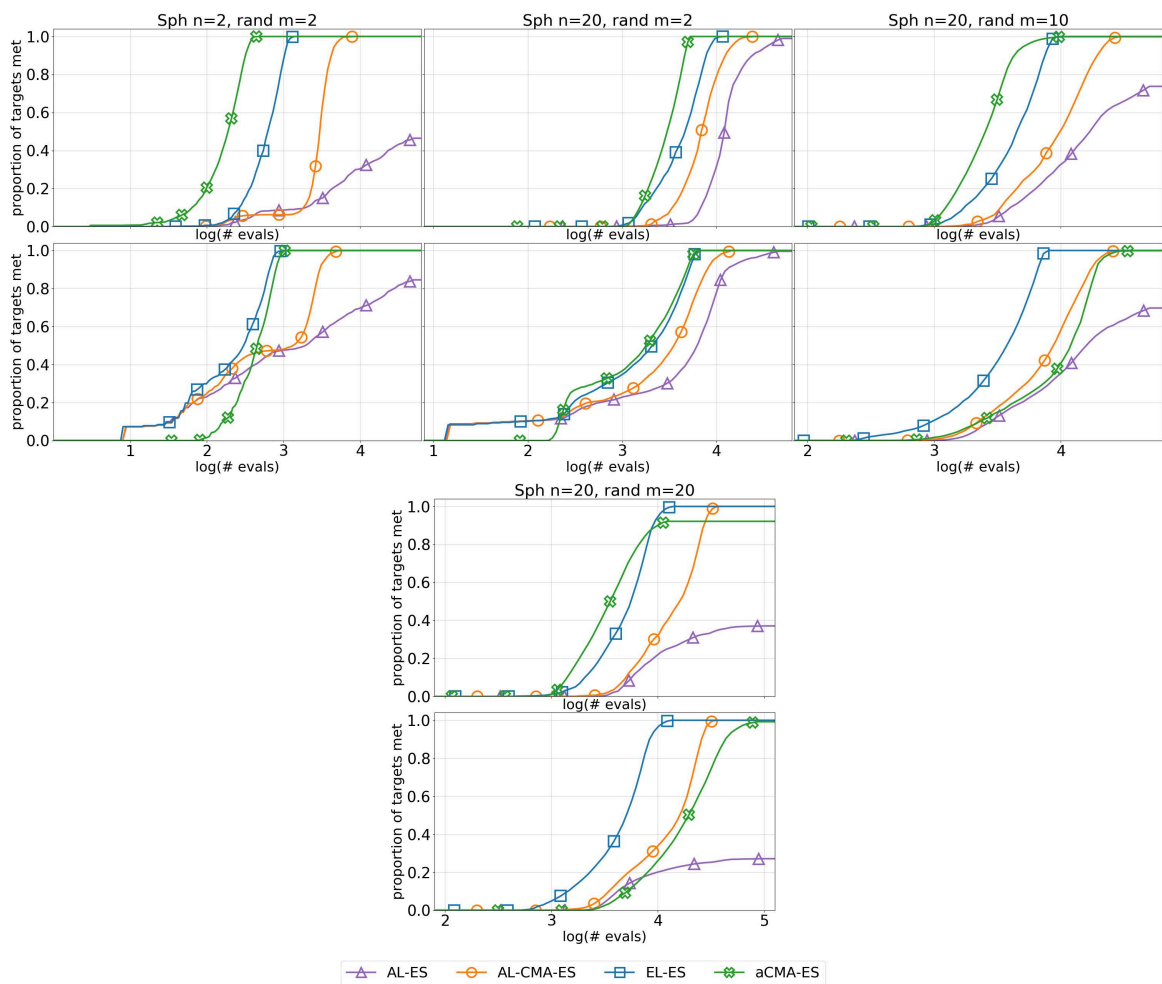 Sph n=2, rand m=2
Sph n=20, rand m=2
Sph n=20, rand m=10
proportion of targets met
1.0
0.8
0.6
0.4
0.2
0.0
log(# evals)
log(# evals)
log(# evals)
proportion of targets met
1.0
0.8
0.6
0.4
0.2
0.0
1 2 3 4
1 2 3 4
2 3 4
log(# evals)
log(# evals)
log(# evals)
Sph n=20, rand m=20
proportion of targets met
1.0
0.8
0.6
0.4
0.2
0.0
2 3 4 5
log(# evals)
proportion of targets met
1.0
0.8
0.6
0.4
0.2
0.0
2 3 4 5
log(# evals)
AL-ES AL-CMA-ES EL-ES aCMA-ES